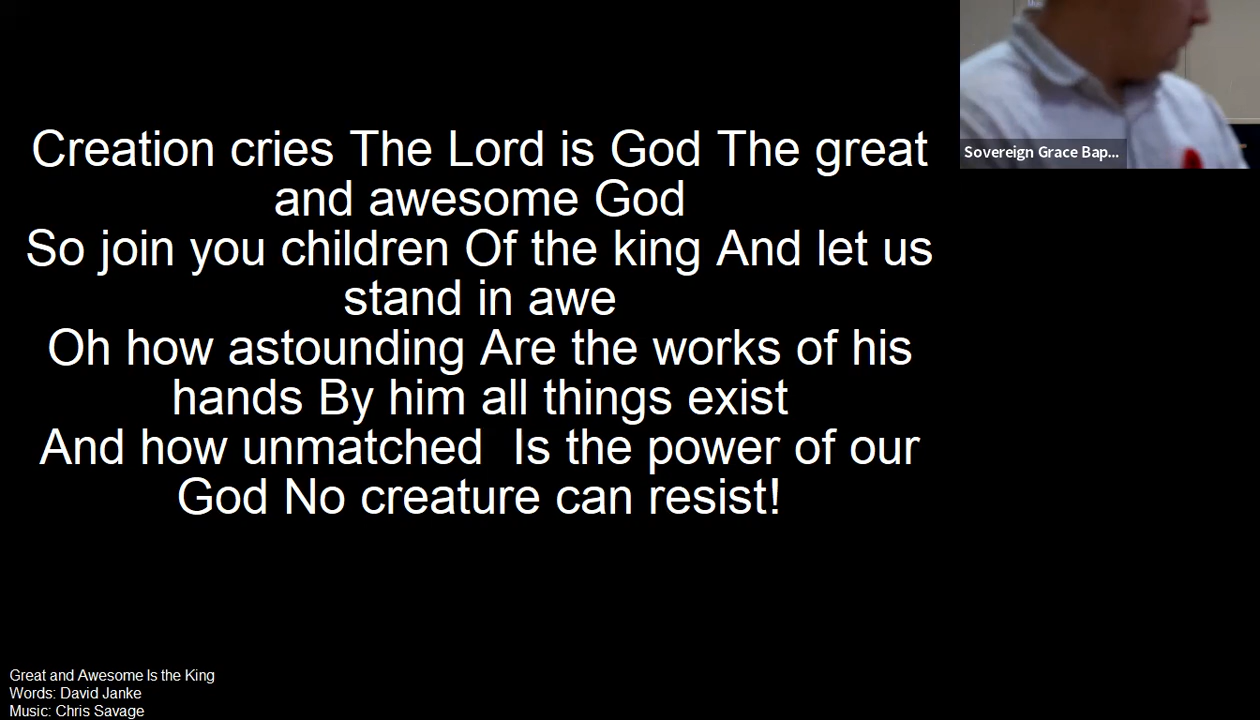 Creation cries The Lord is God The great
and awesome God
So join you children Of the king And let us
stand in awe
Oh how astounding Are the works of his
hands By him all things exist
And how unmatched  Is the power of our
God No creature can resist!
Sovereign Grace Bap...
Great and Awesome Is the King
Words: David Janke
Music: Chris Savage